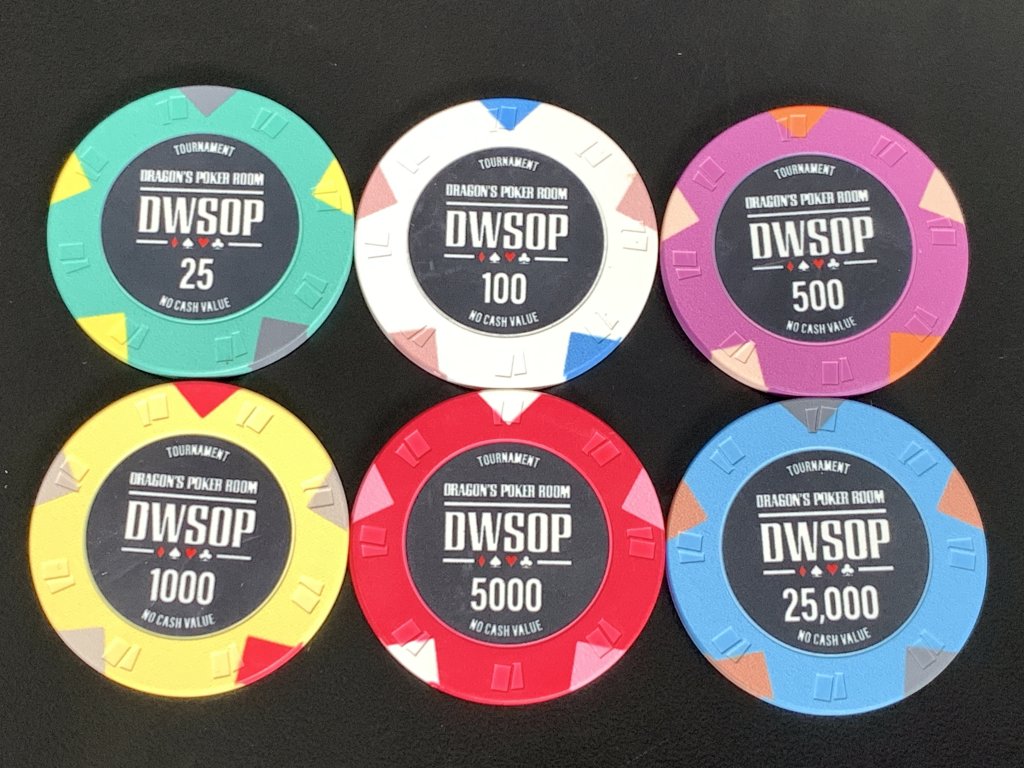 TOURNAMENT
DRAGON'S POKER ROOM
DWSOP
25
NO CASH VALUE
TOURNAMENT
DRAGON'S POKER ROOM
DWSOP
100
NO CASH VALUE
TOURNAMENT
DRAGON'S POKER ROOM
DWSOP
500
NO CASH VALUE
TOURNAMENT
DRAGON'S POKER ROOM
DWSOP
1000
NO CASH VALUE
TOURNAMENT
DRAGON'S POKER ROOM
DWSOP
5000
NO CASH VALUE
TOURNAMENT
DRAGON'S POKER ROOM
DWSOP
25,000
NO CASH VALUE